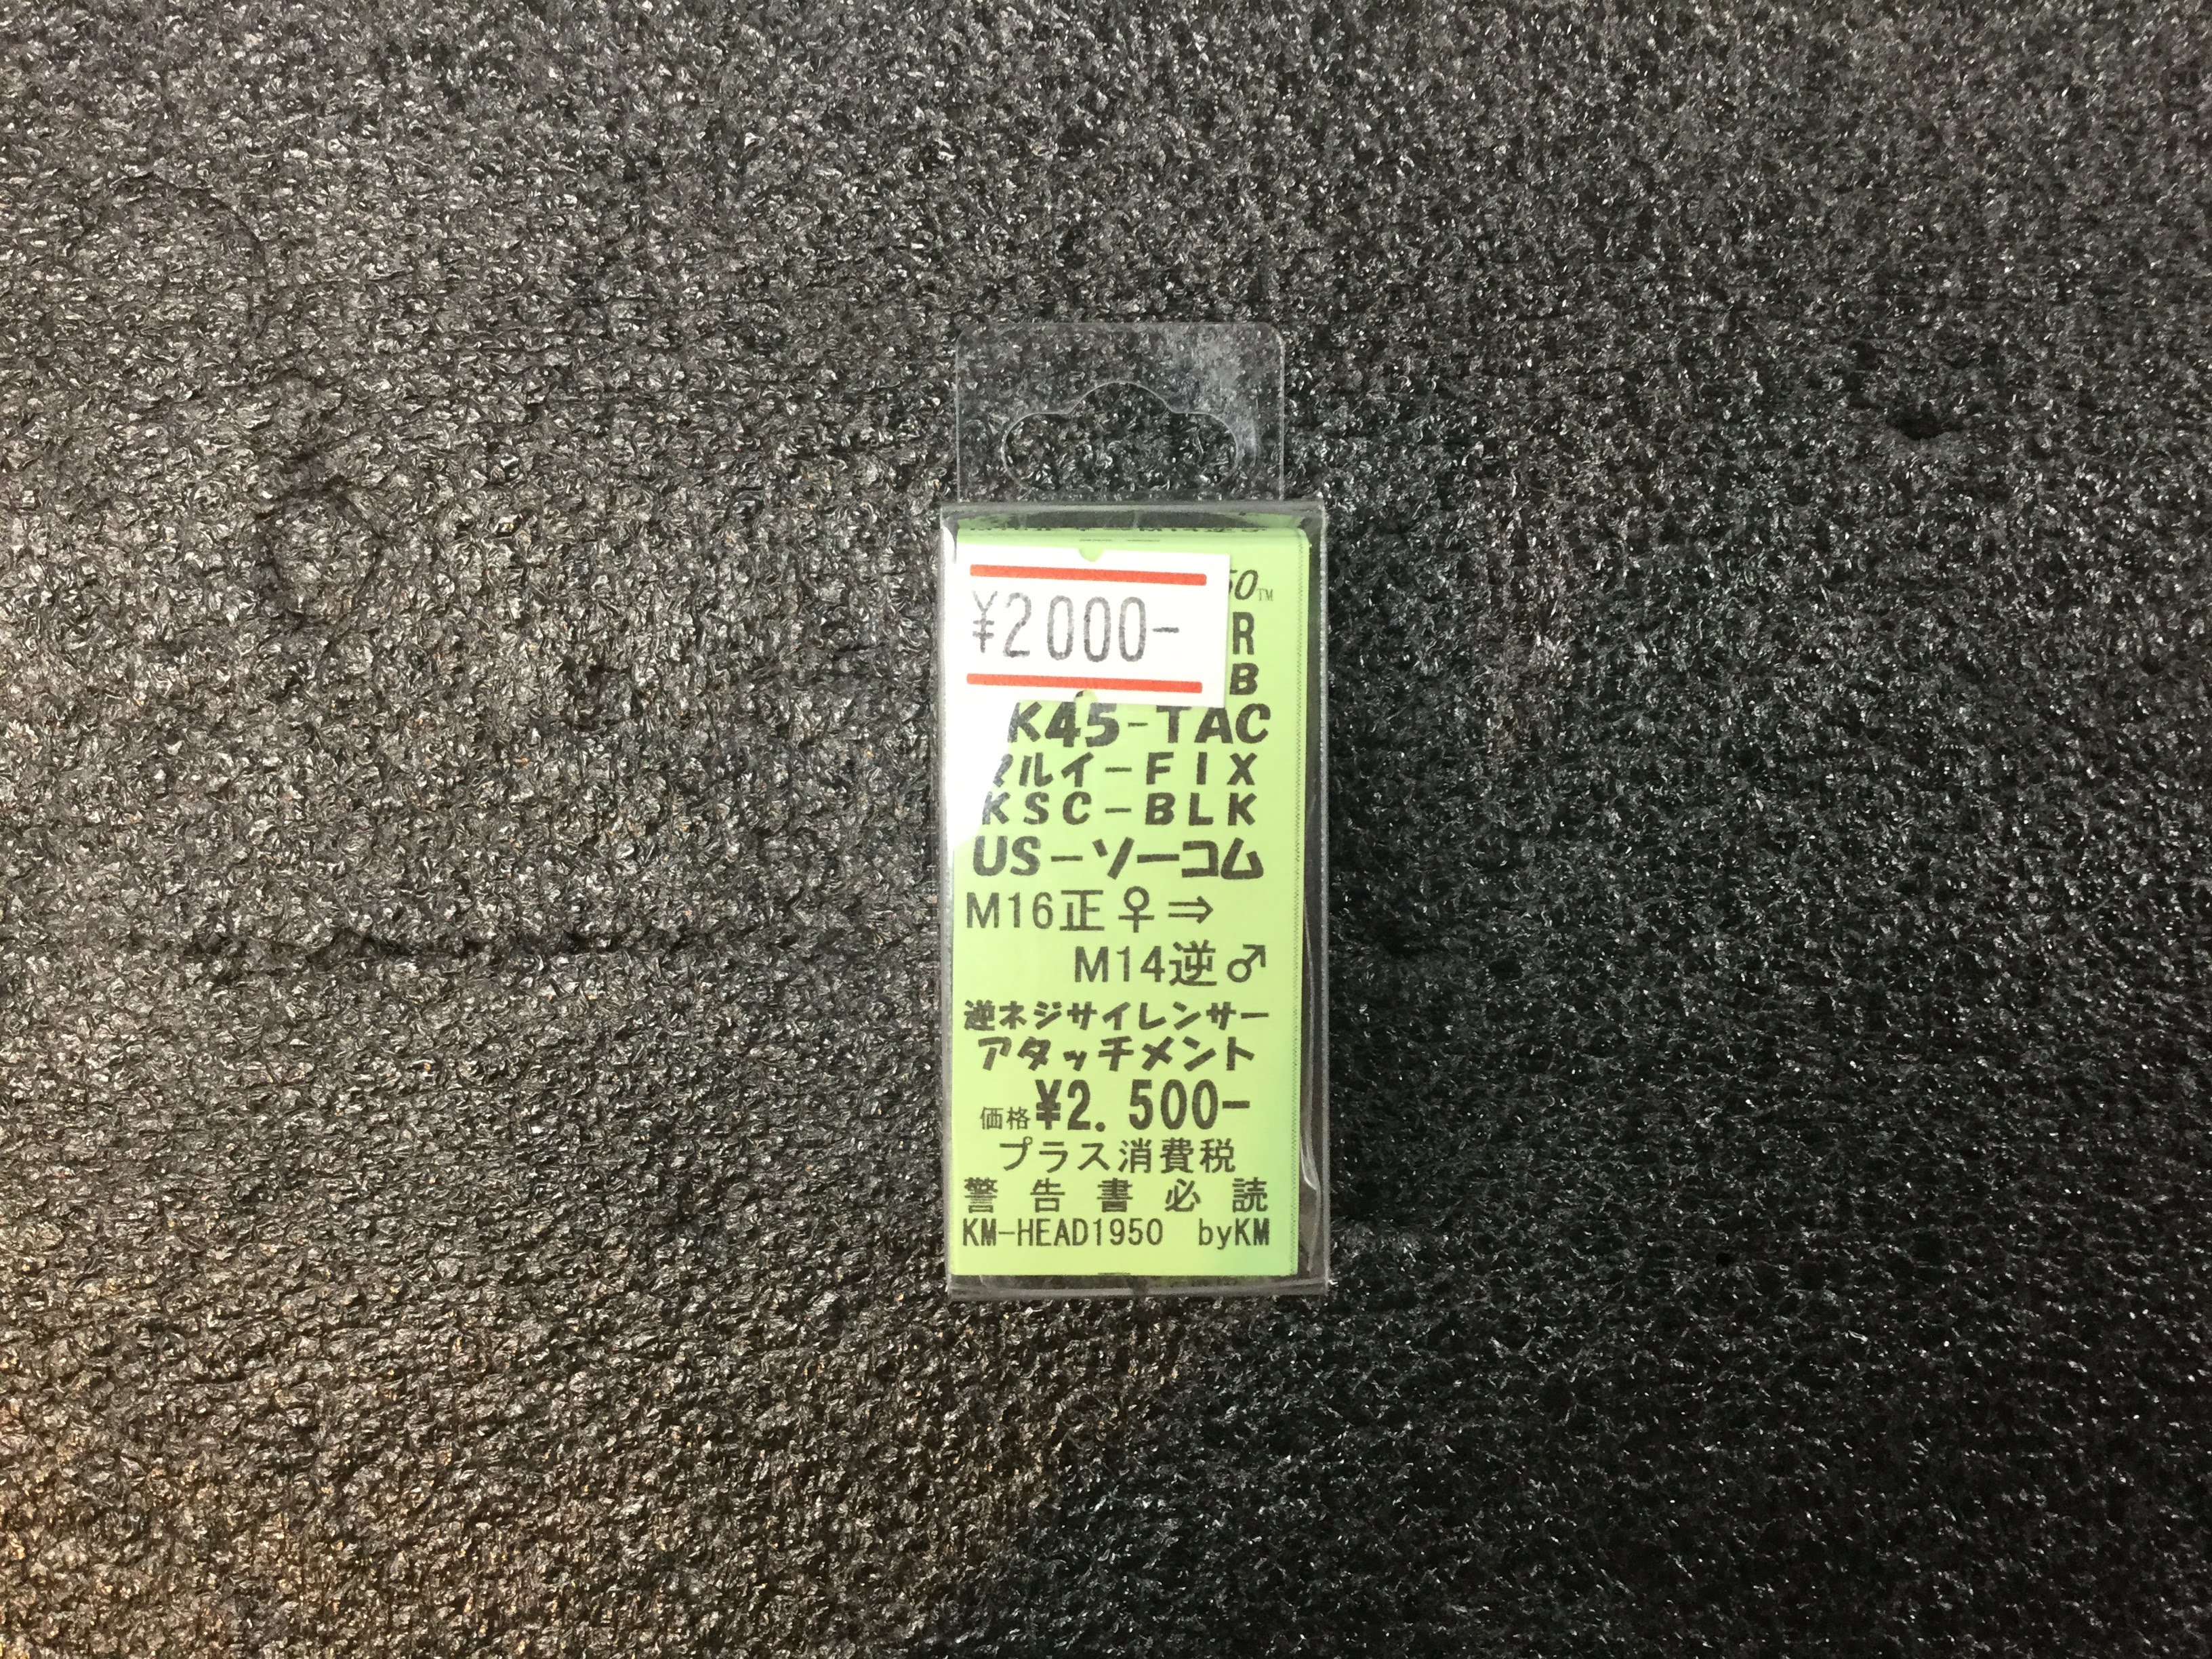 ¥2000-
50™
R
B
K45-TAC
マルイ-FIX
KSC-BLK
US-ソーコム
M16正♀⇒
M14逆♂
逆ネジサイレンサー
アタッチメント
価格¥2.500-
プラス消費税
警告書必読
KM-HEAD1950 byKM